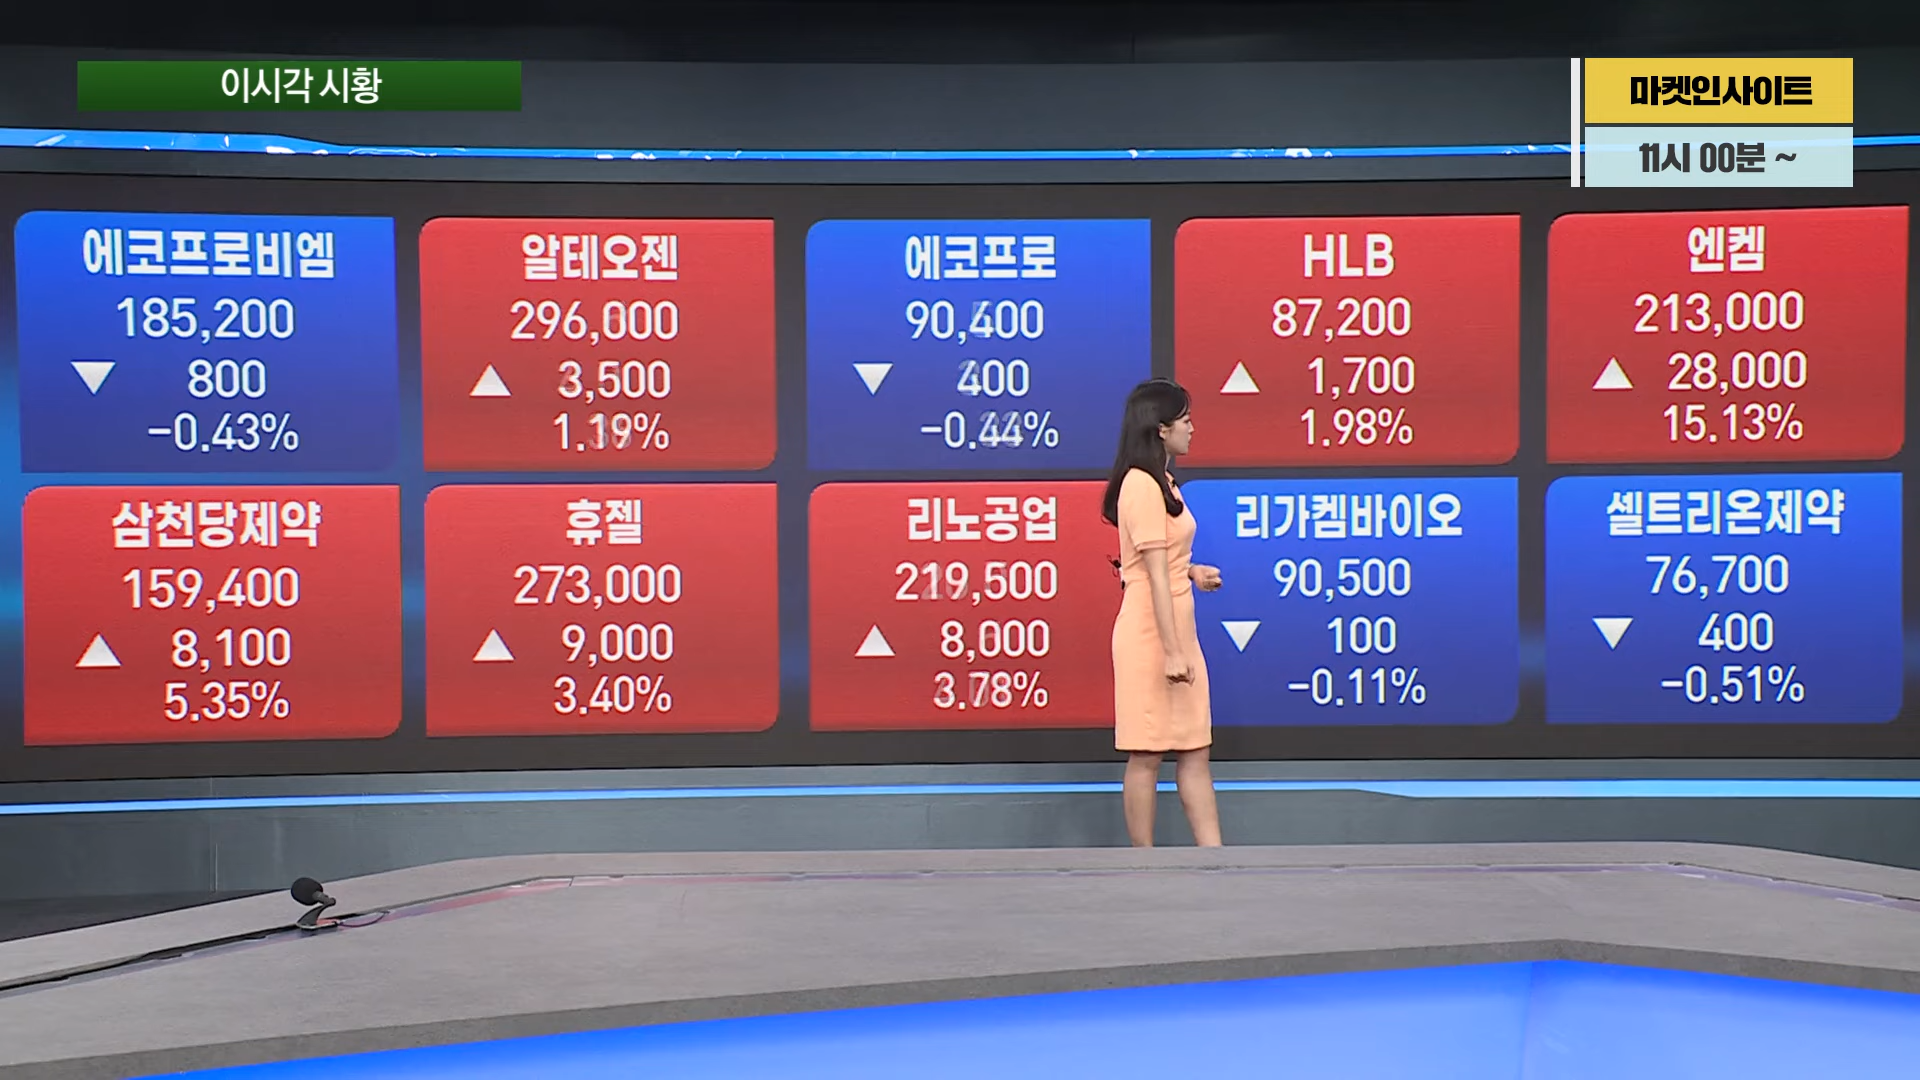 이시각 시황
마켓인사이트
11시 00분 ~
에코프로비엠
185,200
▼ 800
-0.43%
알테오젠
296,000
▲ 3,500
1.19%
에코프로
90,400
▼ 400
-0.44%
HLB
87,200
▲ 1,700
1.98%
엔켐
213,000
▲ 28,000
15.13%
삼천당제약
159,400
▲ 8,100
5.35%
휴젤
273,000
▲ 9,000
3.40%
리노공업
219,500
▲ 8,000
3.78%
리가켐바이오
90,500
▼ 100
-0.11%
셀트리온제약
76,700
▼ 400
-0.51%